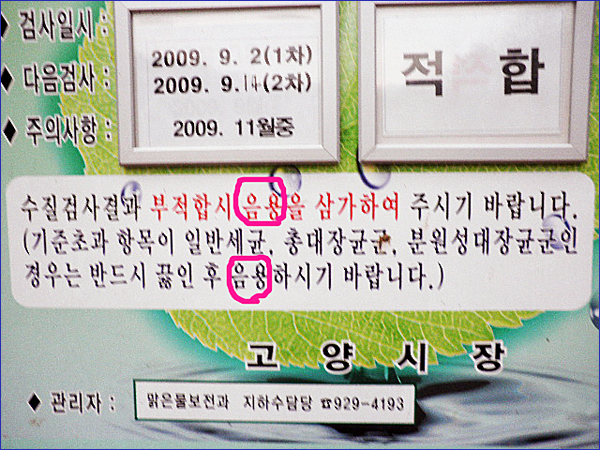 ◆ 검사일시 :
2009. 9. 2(1차)
2009. 9.14(2차)
적 합
◆ 다음검사 :
2009. 11월중
◆ 주의사항 :
수질검사결과 부적합시 음용을 삼가하여 주시기 바랍니다.
(기준초과 항목이 일반세균, 총대장균군, 분원성대장균군인
경우는 반드시 끓인 후 음용하시기 바랍니다.)
고 양 시 장
◆ 관리자 : 맑은물보전과 지하수담당 ☎929-4193